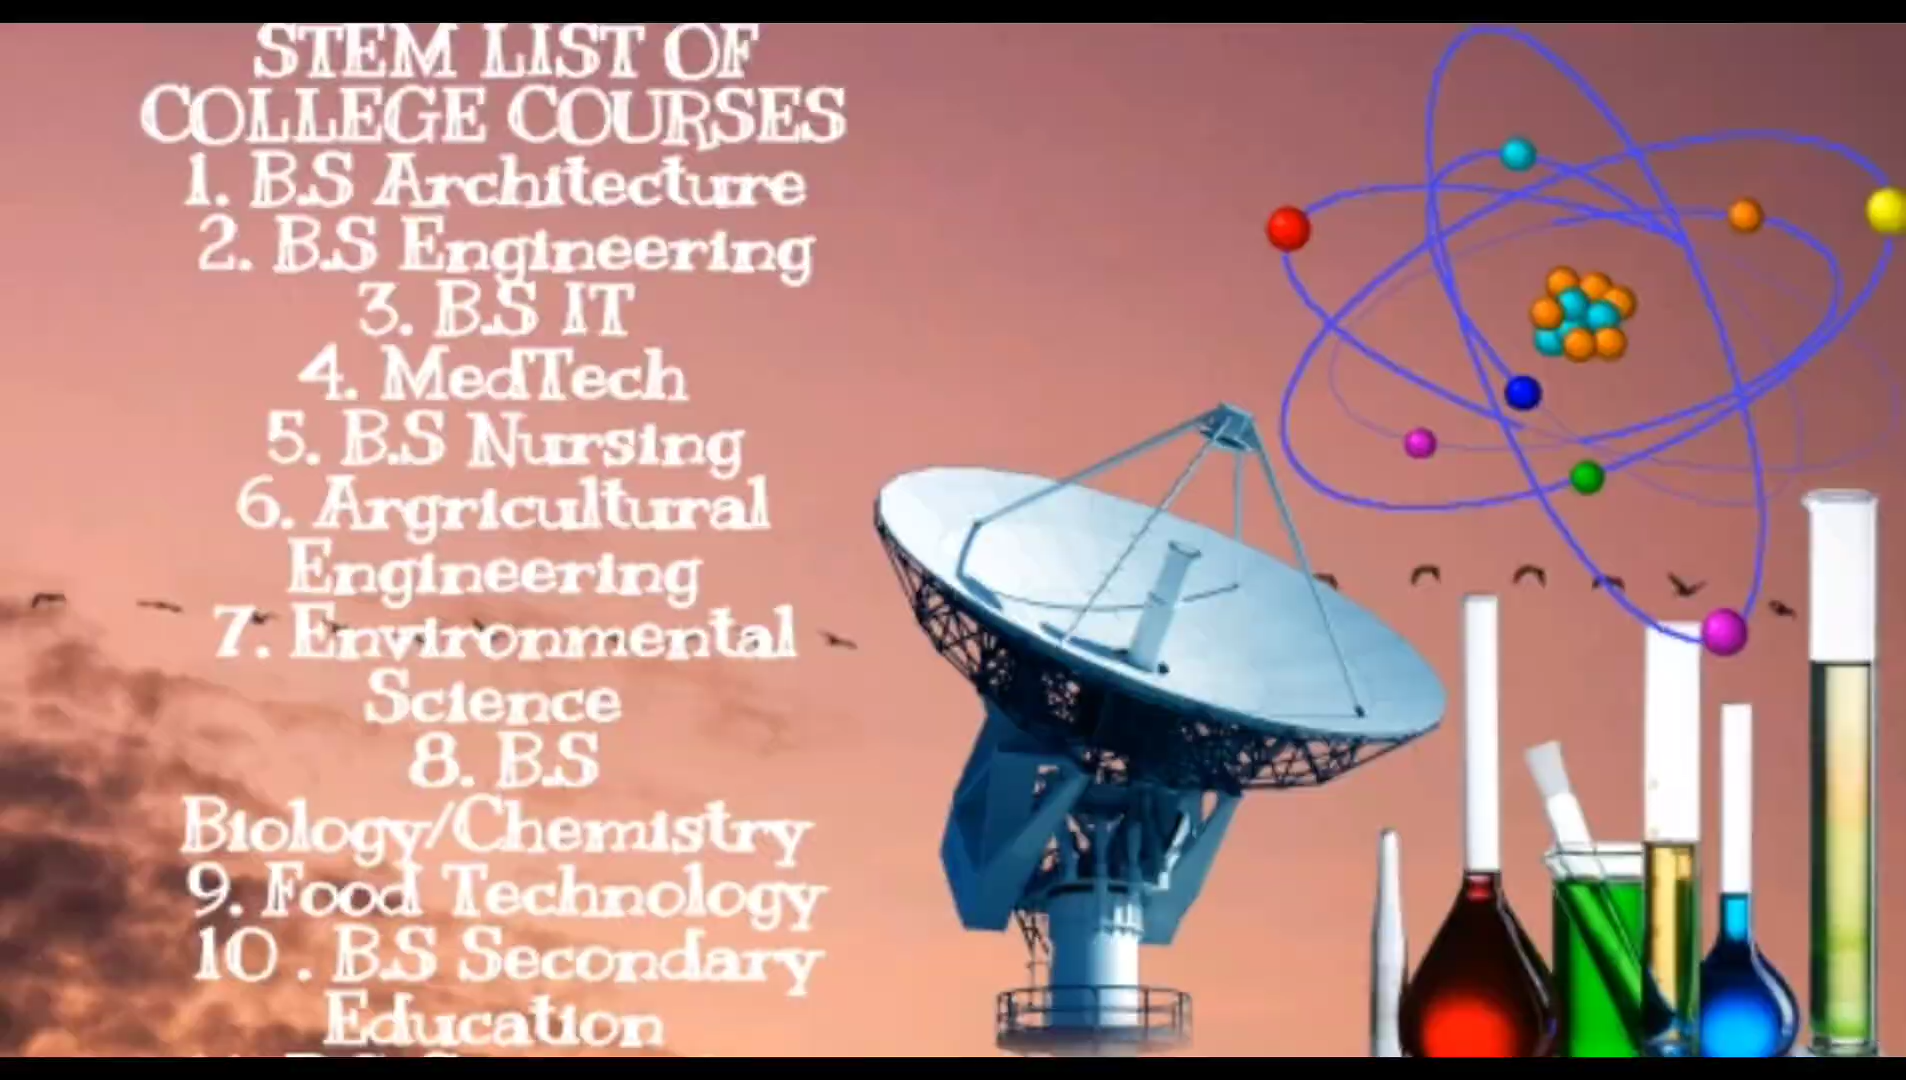 STEM LIST OF
COLLEGE COURSES
1. B.S Architecture
2. B.S Engineering
3. B.S IT
4. MedTech
5. B.S Nursing
6. Argricultural
Engineering
7. Environmental
Science
8. B.S
Biology/Chemistry
9. Food Technology
10 . B.S Secondary
Education